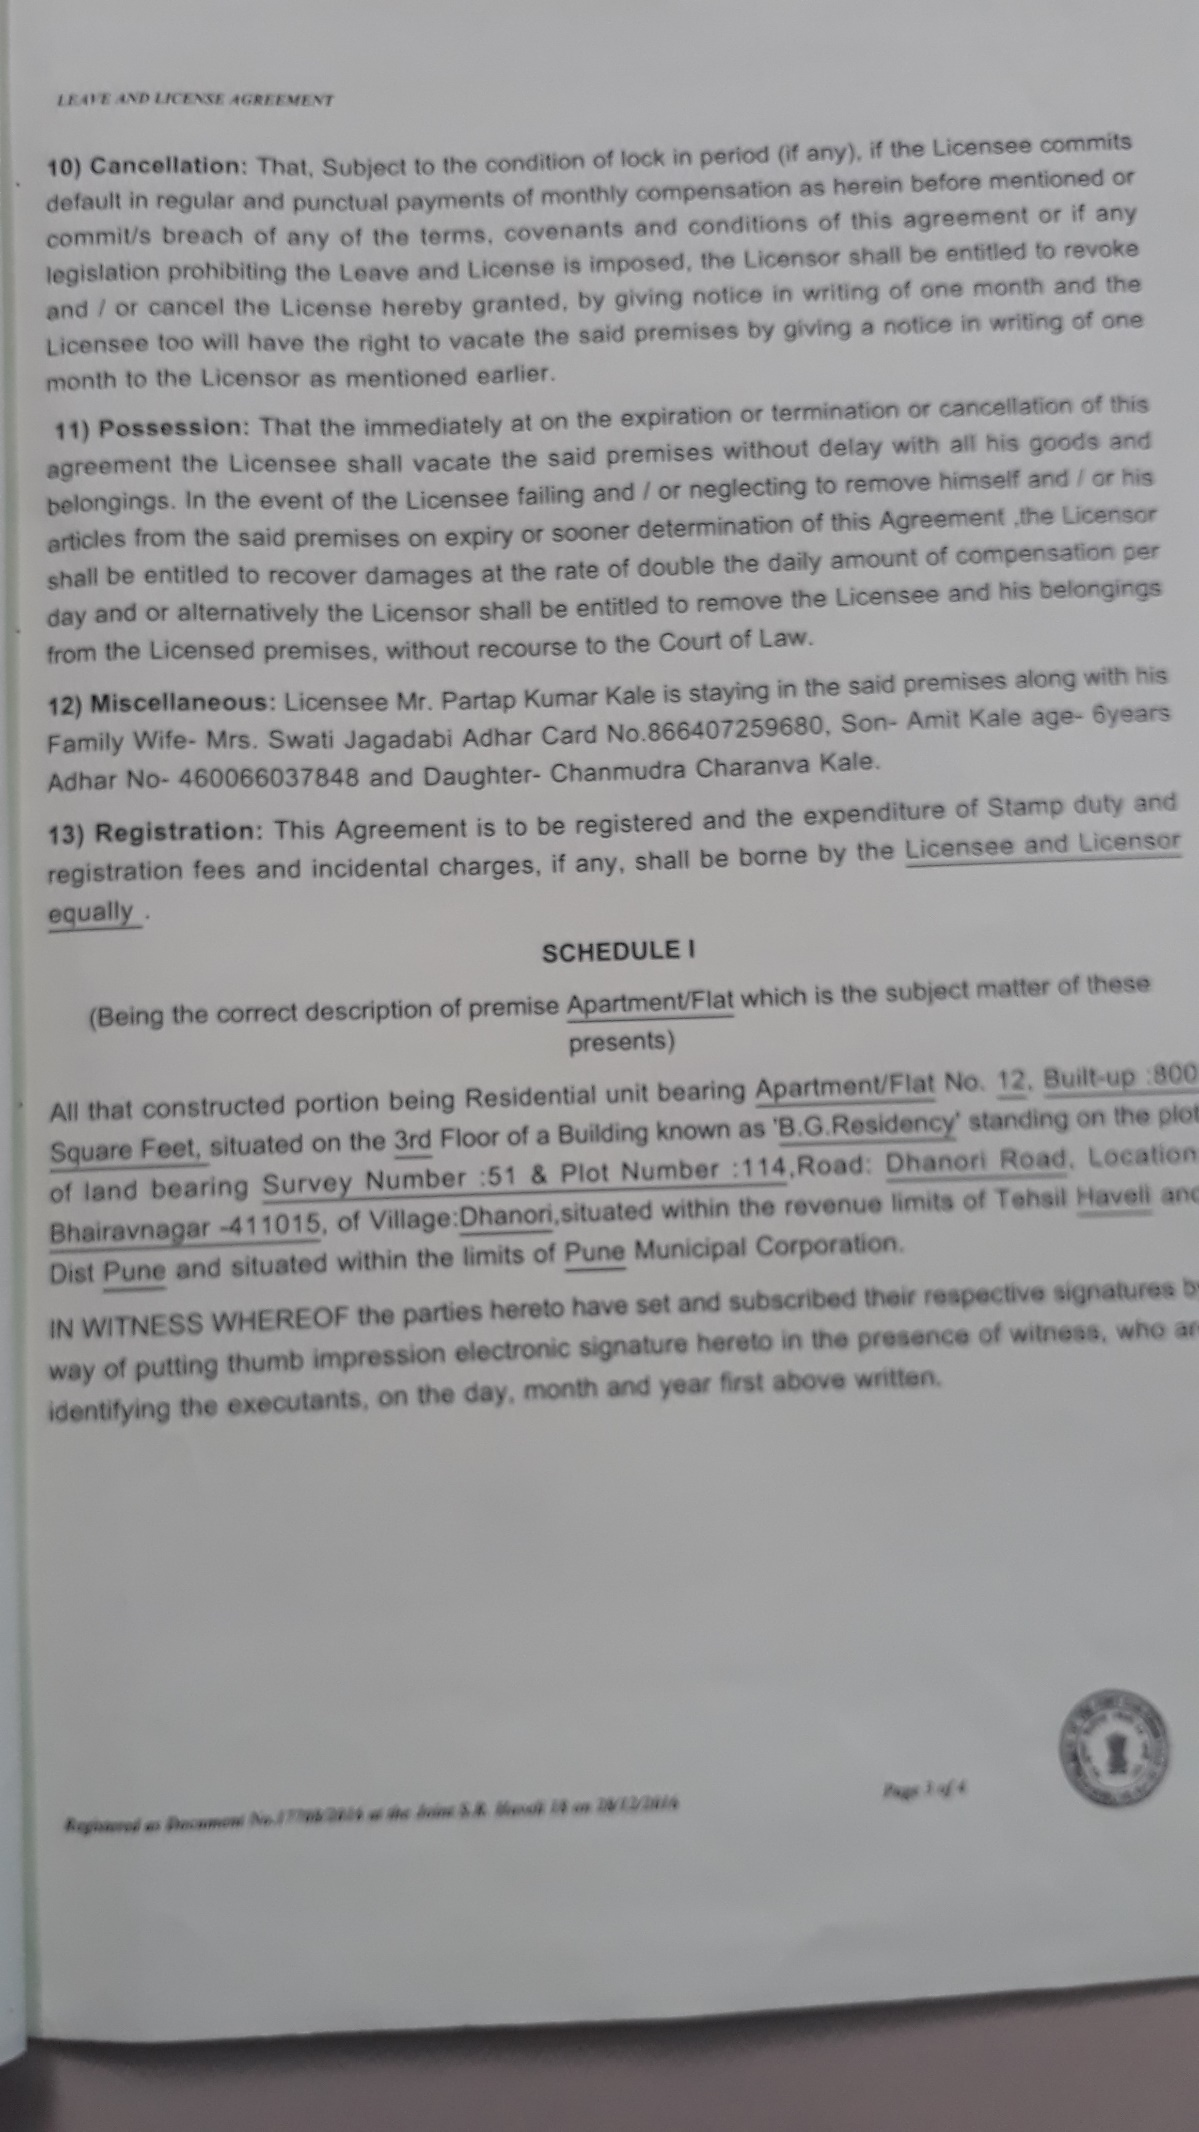 LEAVE AND LICENSE AGREEMENT
10) Cancellation: That, Subject to the condition of lock in period (if any), if the Licensee commits
default in regular and punctual payments of monthly compensation as herein before mentioned or
commit/s breach of any of the terms, covenants and conditions of this agreement or if any
legislation prohibiting the Leave and License is imposed, the Licensor shall be entitled to revoke
and / or cancel the License hereby granted, by giving notice in writing of one month and the
Licensee too will have the right to vacate the said premises by giving a notice in writing of one
month to the Licensor as mentioned earlier.
11) Possession: That the immediately at on the expiration or termination or cancellation of this
agreement the Licensee shall vacate the said premises without delay with all his goods and
belongings. In the event of the Licensee failing and / or neglecting to remove himself and / or his
articles from the said premises on expiry or sooner determination of this Agreement ,the Licensor
shall be entitled to recover damages at the rate of double the daily amount of compensation per
day and or alternatively the Licensor shall be entitled to remove the Licensee and his belongings
from the Licensed premises, without recourse to the Court of Law.
12) Miscellaneous: Licensee Mr. Partap Kumar Kale is staying in the said premises along with his
Family Wife- Mrs. Swati Jagadabi Adhar Card No.866407259680, Son- Amit Kale age- 6years
Adhar No- 460066037848 and Daughter- Chanmudra Charanva Kale.
13) Registration: This Agreement is to be registered and the expenditure of Stamp duty and
registration fees and incidental charges, if any, shall be borne by the Licensee and Licensor
equally .
SCHEDULE I
(Being the correct description of premise Apartment/Flat which is the subject matter of these
presents)
All that constructed portion being Residential unit bearing Apartment/Flat No. 12, Built-up :800
Square Feet, situated on the 3rd Floor of a Building known as 'B.G.Residency' standing on the plot
of land bearing Survey Number :51 & Plot Number :114,Road: Dhanori Road, Location
Bhairavnagar -411015, of Village:Dhanori,situated within the revenue limits of Tehsil Haveli and
Dist Pune and situated within the limits of Pune Municipal Corporation.
IN WITNESS WHEREOF the parties hereto have set and subscribed their respective signatures by
way of putting thumb impression electronic signature hereto in the presence of witness, who are
identifying the executants, on the day, month and year first above written.
Page 3 of 4
Registered as Document at the Joint S.R. on